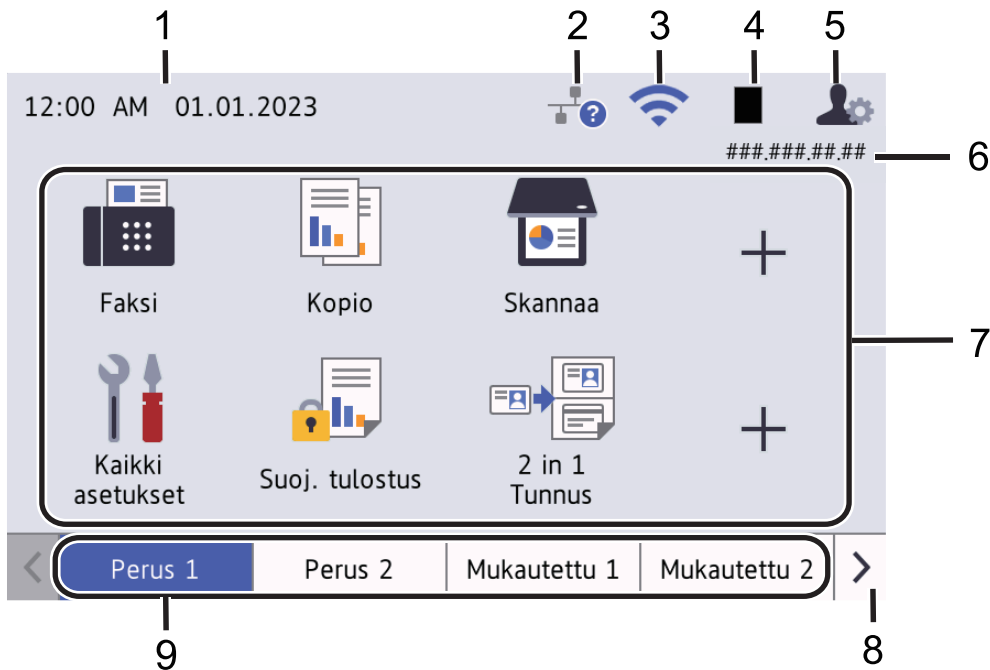 1 2 3 4 5
12:00 AM 01.01.2023
?
###.###.##.## 6
Faksi Kopio Skannaa
7
Kaikki asetukset Suoj. tulostus 2 in 1 Tunnus
Perus 1 Perus 2 Mukautettu 1 Mukautettu 2
9 8